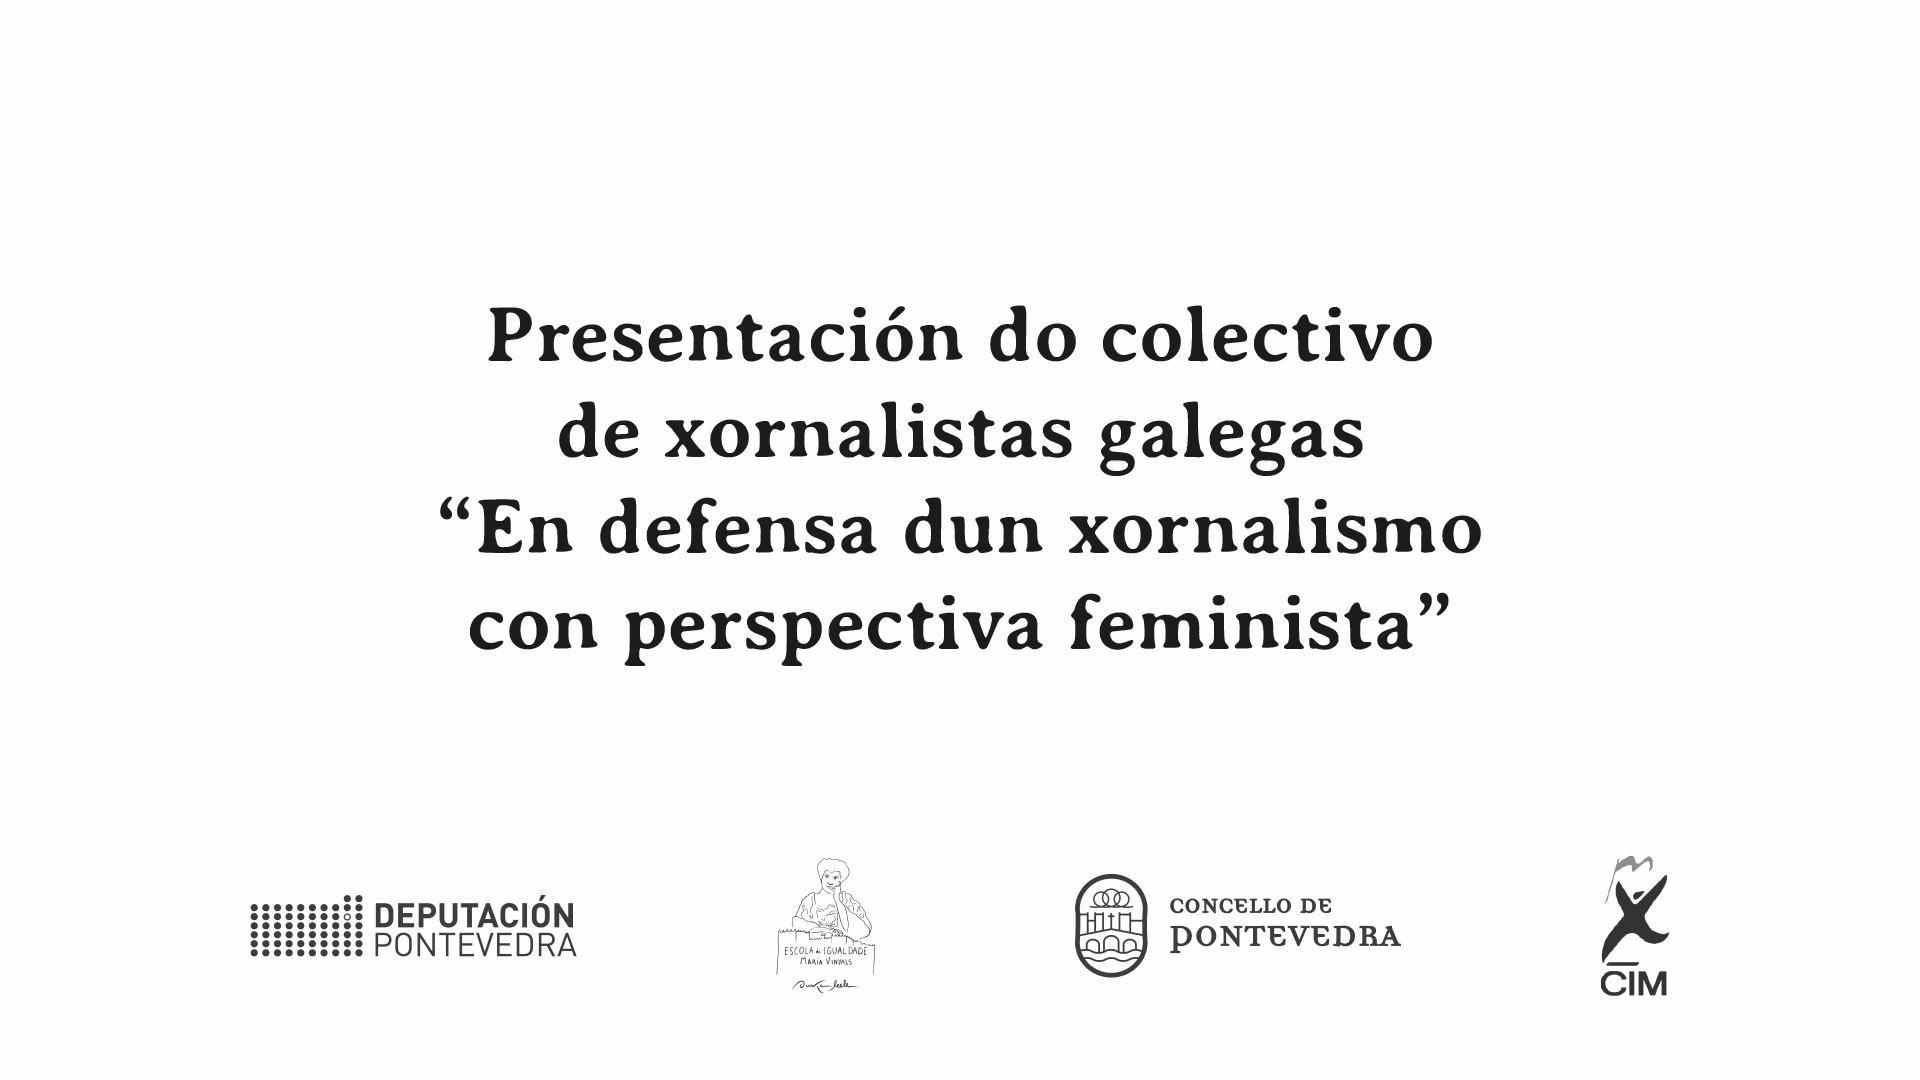 Presentación do colectivo
de xornalistas galegas
“En defensa dun xornalismo
con perspectiva feminista”
DEPUTACIÓN
PONTEVEDRA
ESCOLA de IGUALDADE
MARÍA VINYALS
CONCELLO DE
PONTEVEDRA
CIM